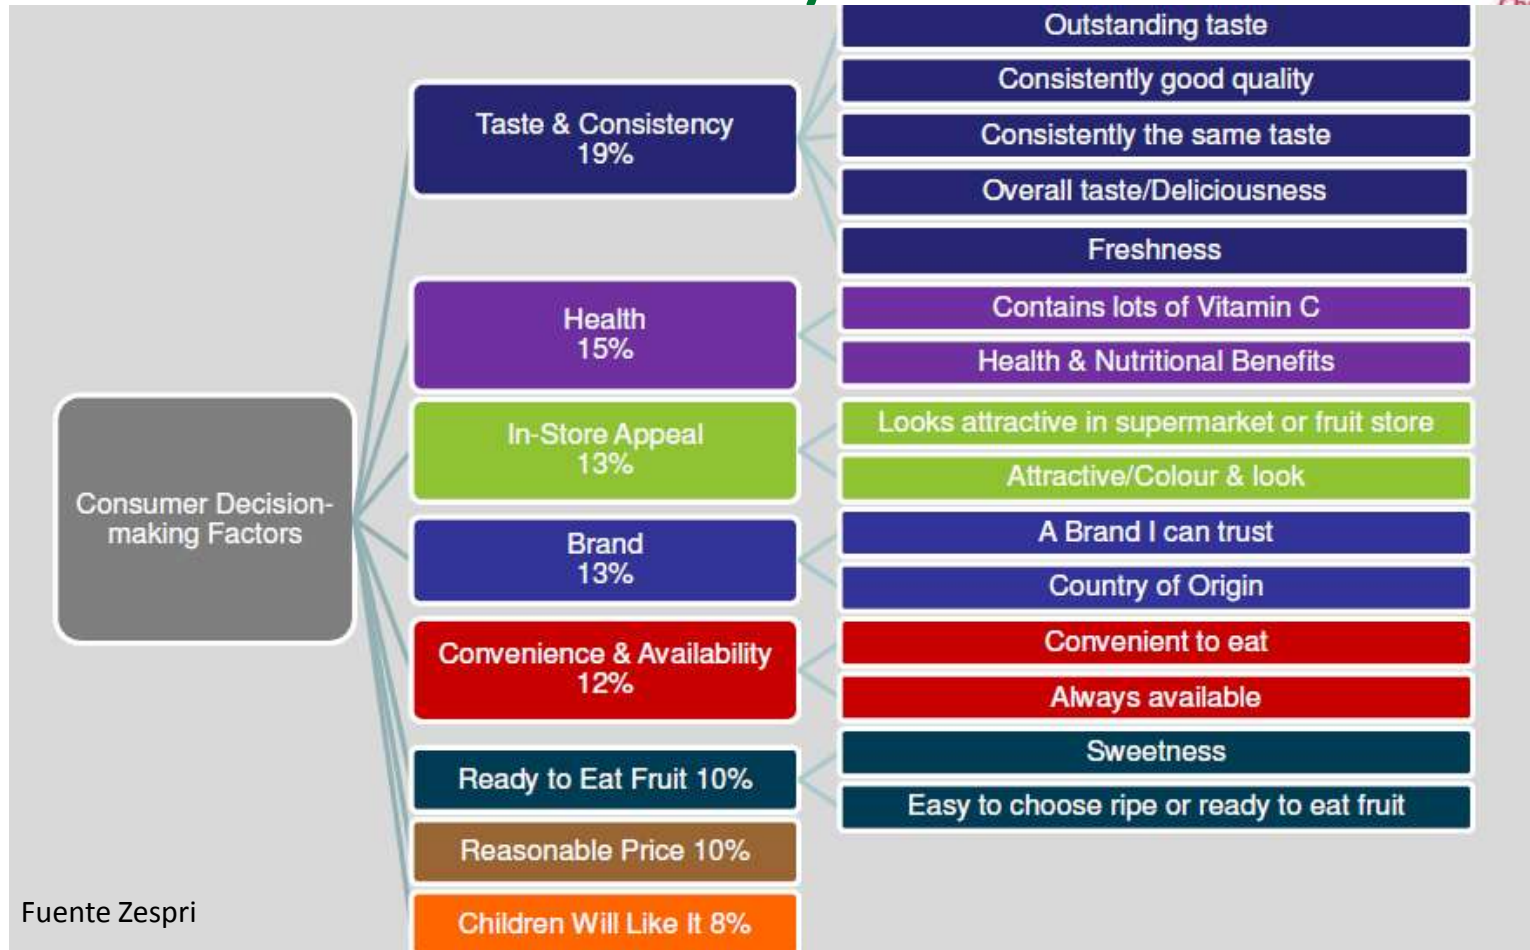 Outstanding taste
Consistently good quality
Taste & Consistency
19%
Consistently the same taste
Overall taste/Deliciousness
Freshness
Health
15%
Contains lots of Vitamin C
Health & Nutritional Benefits
In-Store Appeal
13%
Looks attractive in supermarket or fruit store
Attractive/Colour & look
Consumer Decision-
making Factors
Brand
13%
A Brand I can trust
Country of Origin
Convenience & Availability
12%
Convenient to eat
Always available
Ready to Eat Fruit 10%
Sweetness
Easy to choose ripe or ready to eat fruit
Reasonable Price 10%
Children Will Like It 8%
Fuente Zespri